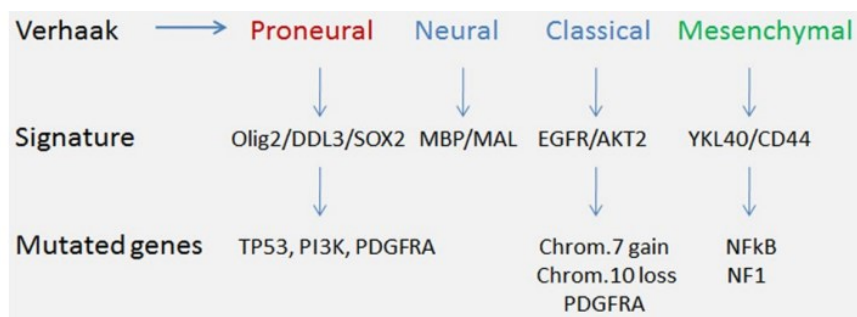 Verhaak Proneural Neural Classical Mesenchymal
Signature Olig2/DDL3/SOX2 MBP/MAL EGFR/AKT2 YKL40/CD44
Mutated genes TP53, PI3K, PDGFRA Chrom.7 gain NFkB
Chrom.10 loss NF1
PDGFRA